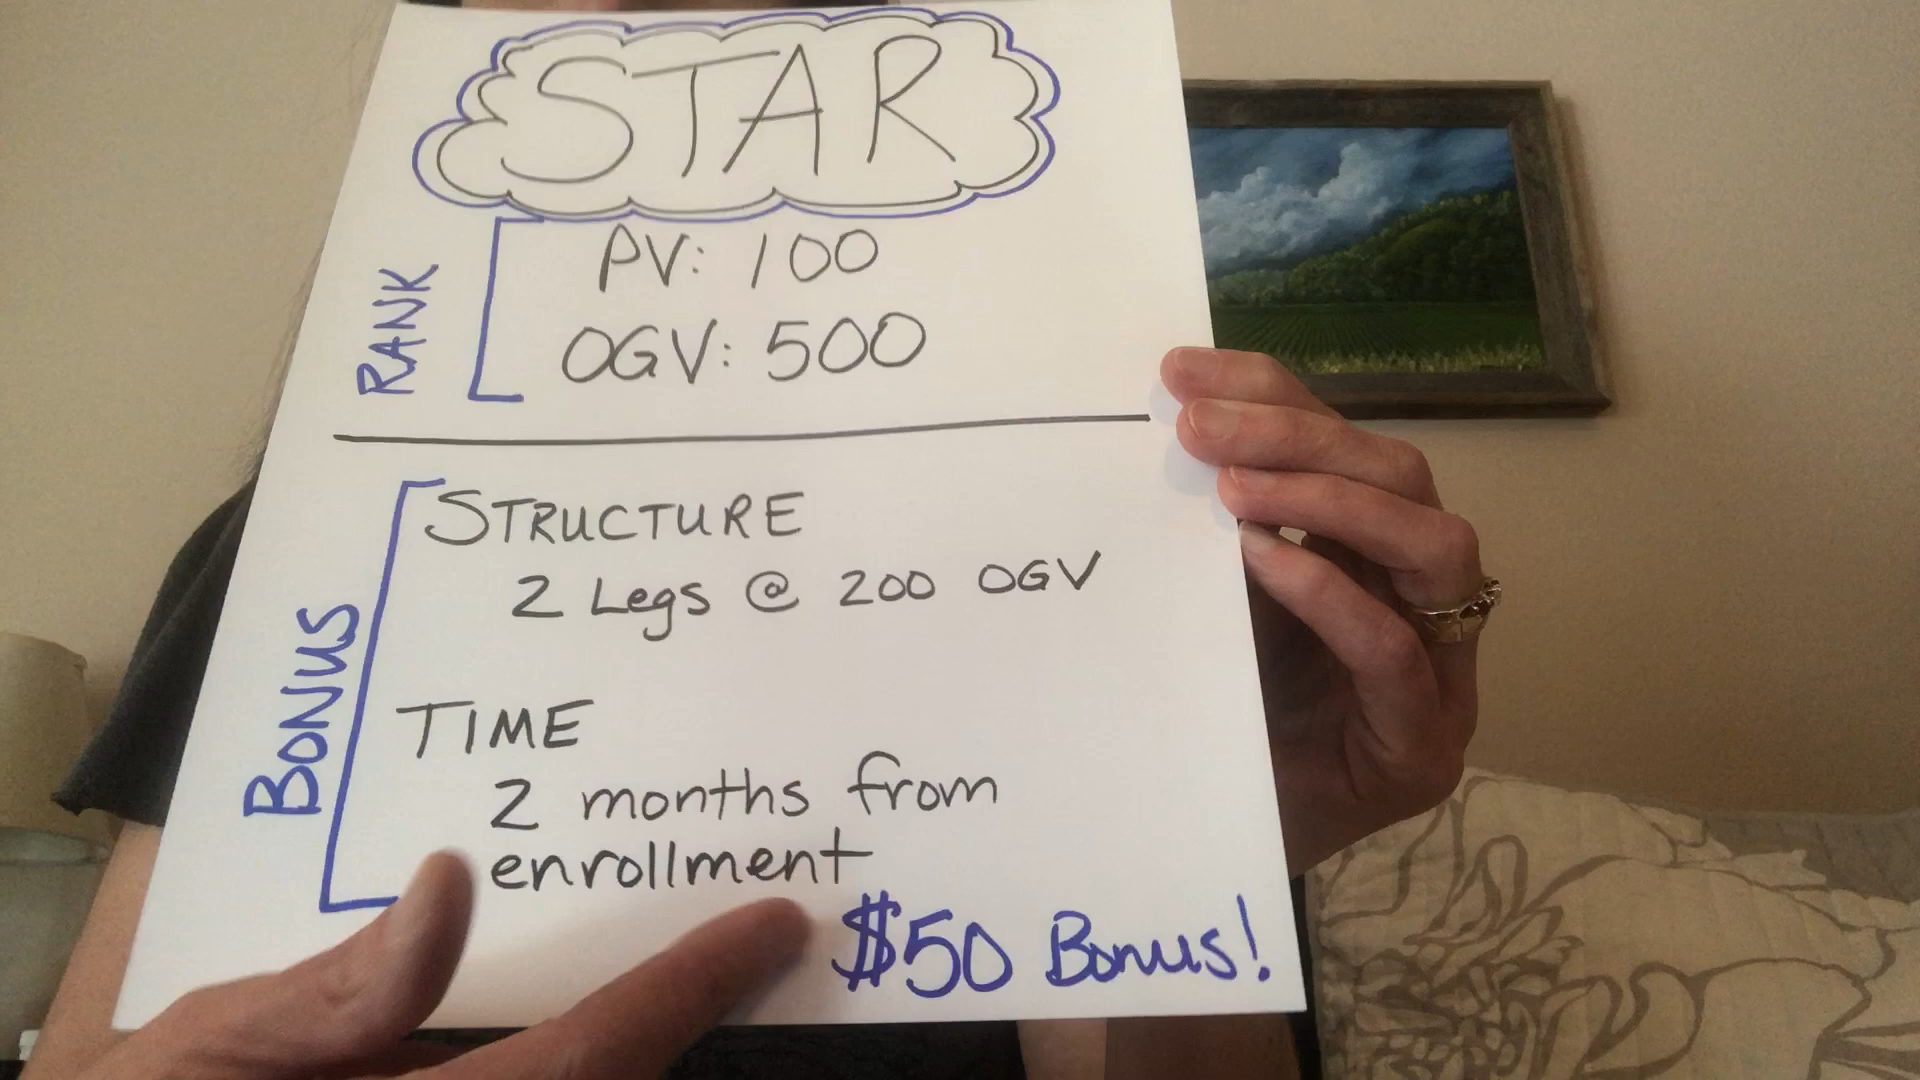 STAR
RANK
PV: 100
OGV: 500
BONUS
STRUCTURE
2 Legs @ 200 OGV
TIME
2 months from
enrollment
$50 Bonus!